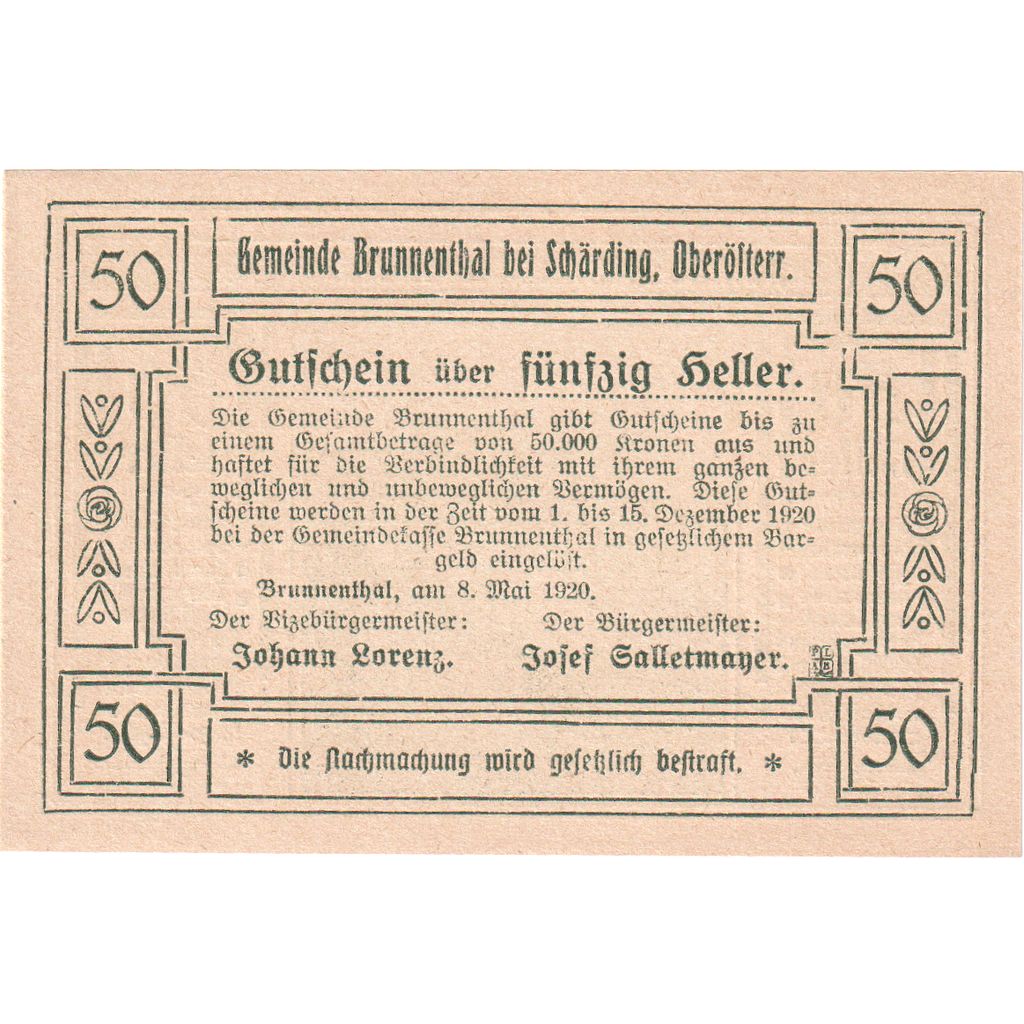 50
Gemeinde Brunnenthal bei Schärding, Oberösterr.
50
Gutschein über fünfzig Heller.
Die Gemeinde Brunnenthal gibt Gutscheine bis zu
einem Gesamtbetrage von 50.000 Kronen aus und
haftet für die Verbindlichkeit mit ihrem ganzen be-
weglichen und unbeweglichen Vermögen. Diese Gut-
scheine werden in der Zeit vom 1. bis 15. Dezember 1920
bei der Gemeindekasse Brunnenthal in gesetzlichem Bar-
geld eingelöst.
Brunnenthal, am 8. Mai 1920.
Der Vizebürgermeister: Der Bürgermeister:
Johann Lorenz. Josef Salletmayer.
50
* Die Nachmachung wird gesetzlich bestraft. *
50